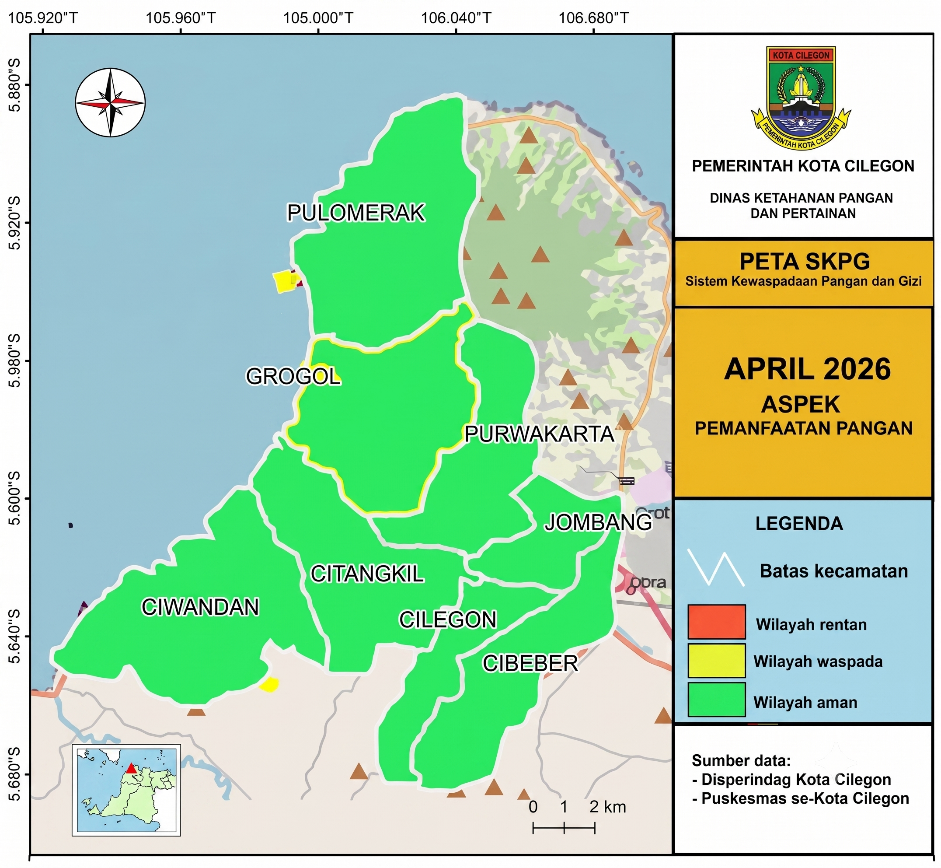 105.920"T 105.960"T 105.000"T 106.040"T 106.680"T
5.880"S
5.920"S
5.980"S
5.600"S
5.640"S
5.680"S
PULOMERAK
GROGOL
PURWAKARTA
JOMBANG
CITANGKIL
CIWANDAN
CILEGON
CIBEBER
Grot
obra
0 1 2 km
KOTA CILEGON
PEMERINTAH KOTA CILEGON
PEMERINTAH KOTA CILEGON
DINAS KETAHANAN PANGAN
DAN PERTAINAN
PETA SKPG
Sistem Kewaspadaan Pangan dan Gizi
APRIL 2026
ASPEK
PEMANFAATAN PANGAN
LEGENDA
Batas kecamatan
Wilayah rentan
Wilayah waspada
Wilayah aman
Sumber data:
- Disperindag Kota Cilegon
- Puskesmas se-Kota Cilegon